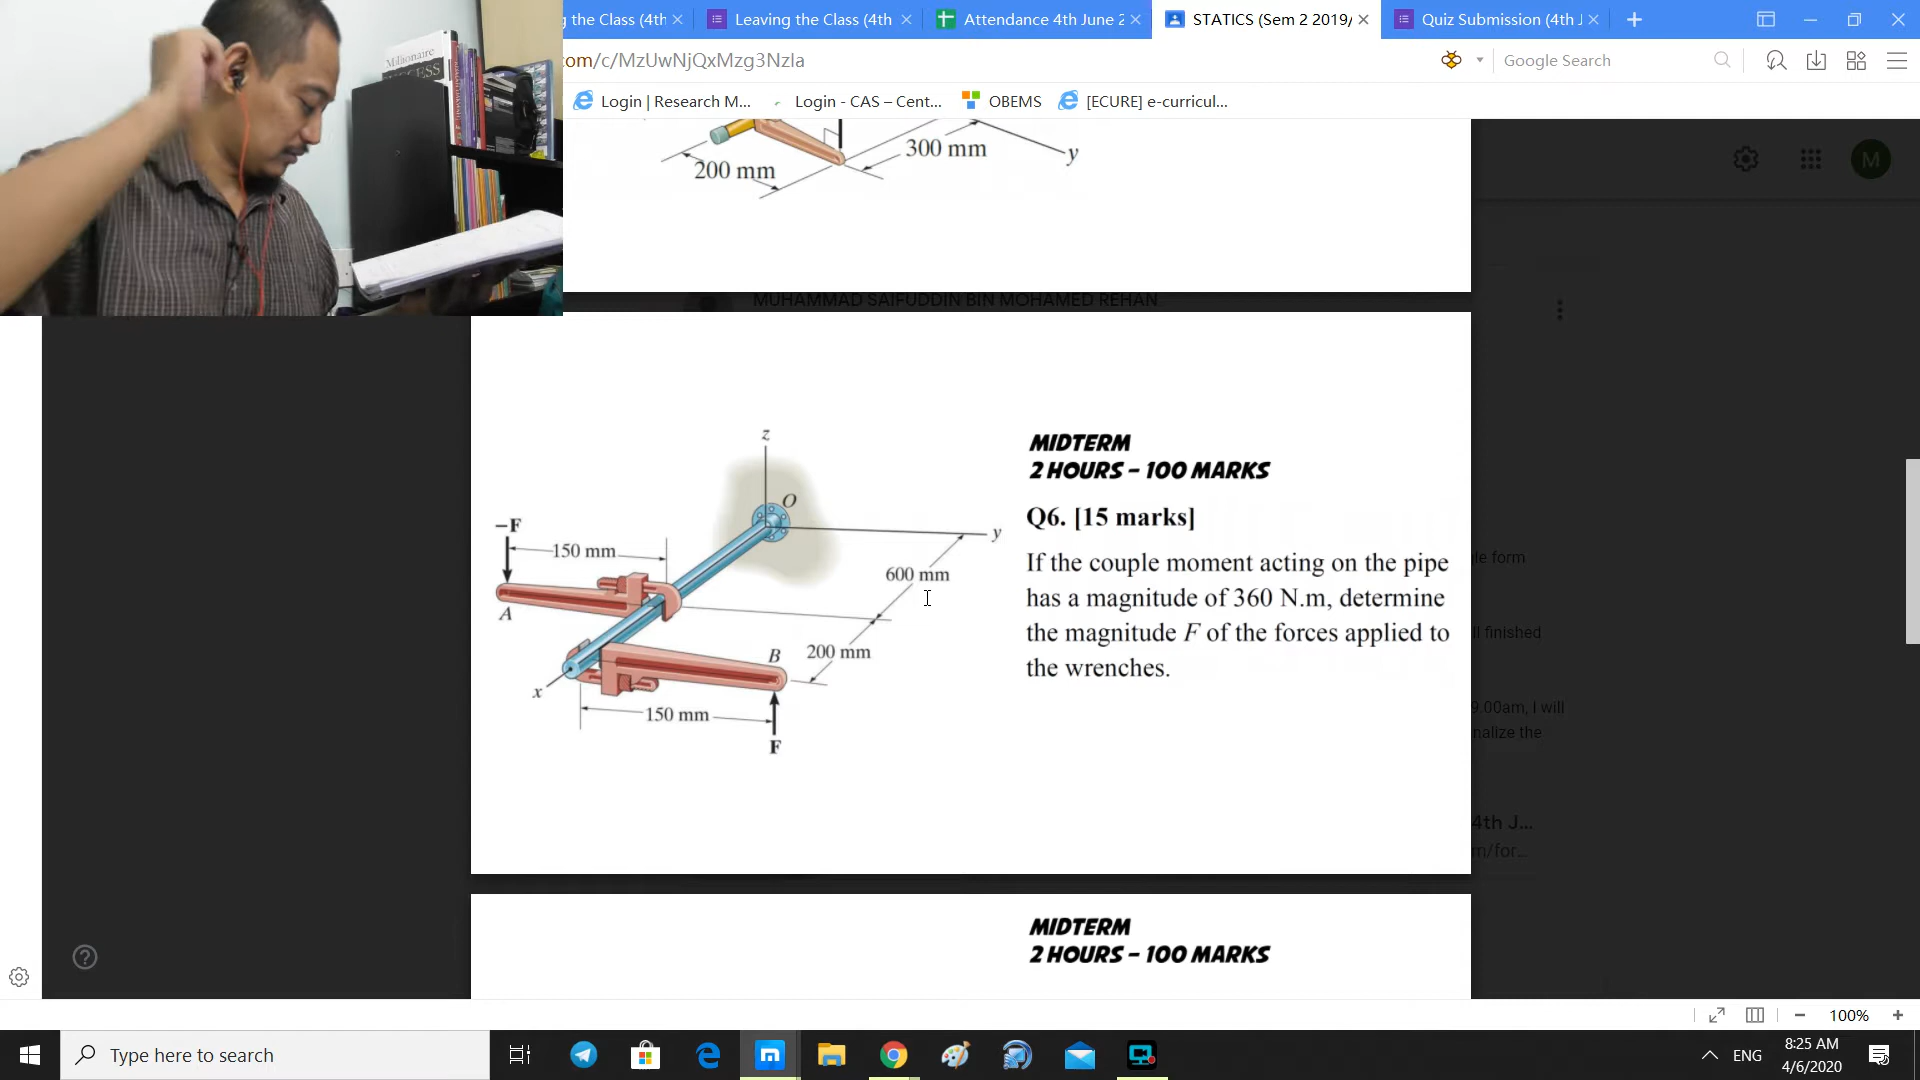 g the Class (4th
Leaving the Class (4th
Attendance 4th June 2
STATICS (Sem 2 2019/
Quiz Submission (4th J
com/c/MzUwNjQxMzg3NzIa
Google Search
Login | Research M...
Login - CAS – Cent...
OBEMS
[ECURE] e-curricul...
Millionaire
SUCCESS
300 mm
y
200 mm
M
MUHAMMAD SAIFUDDIN BIN MOHAMED REHAN
z
O
–F
150 mm
y
600 mm
A
B
200 mm
x
150 mm
F
MIDTERM
2 HOURS – 100 MARKS
Q6. [15 marks]
If the couple moment acting on the pipe
has a magnitude of 360 N.m, determine
the magnitude F of the forces applied to
the wrenches.
le form
ll finished
9.00am, I will
nalize the
4th J...
m/for...
MIDTERM
2 HOURS – 100 MARKS
100%
Type here to search
ENG
8:25 AM
4/6/2020